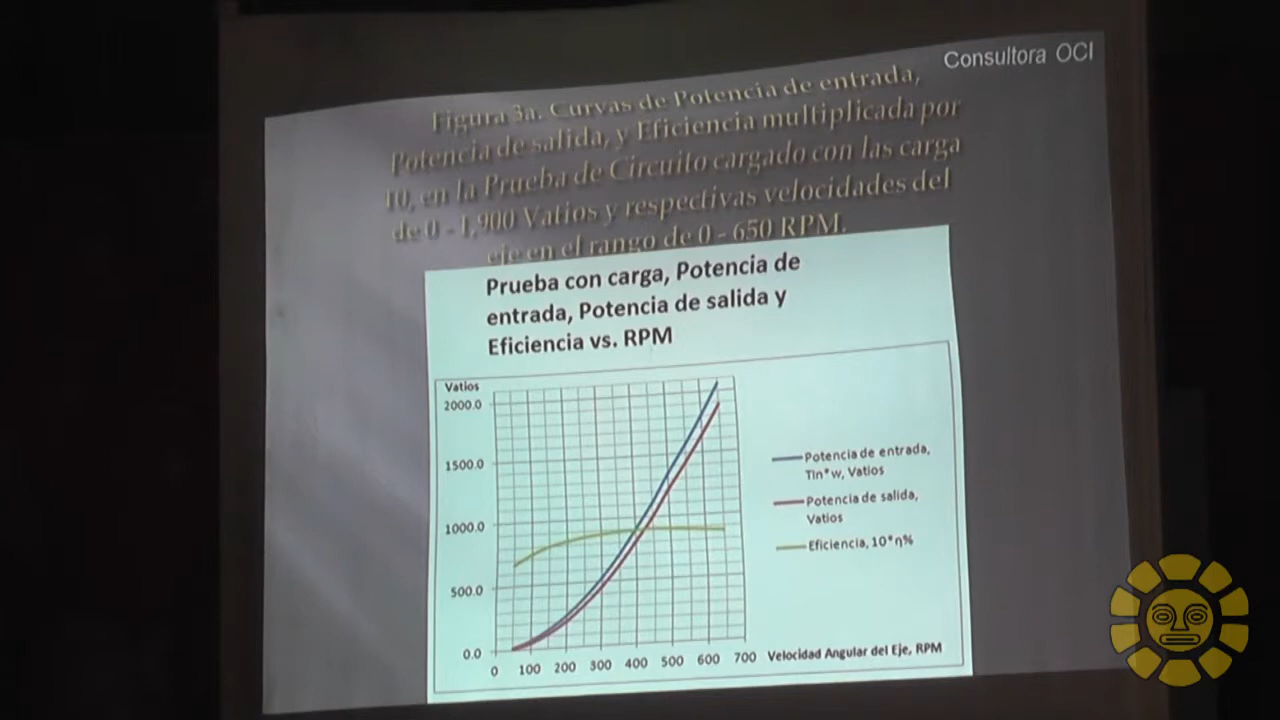 Consultora OCI
Figura 3a. Curvas de Potencia de entrada,
Potencia de salida, y Eficiencia multiplicada por
10, en la Prueba de Circuito cargado con las carga
de 0 - 1,900 Vatios y respectivas velocidades del
eje en el rango de 0 - 650 RPM.
Prueba con carga, Potencia de
entrada, Potencia de salida y
Eficiencia vs. RPM
Vatios
2000.0
1500.0
1000.0
500.0
0.0
0 100 200 300 400 500 600 700
Velocidad Angular del Eje, RPM
Potencia de entrada,
Tin*w, Vatios
Potencia de salida,
Vatios
Eficiencia, 10*η%